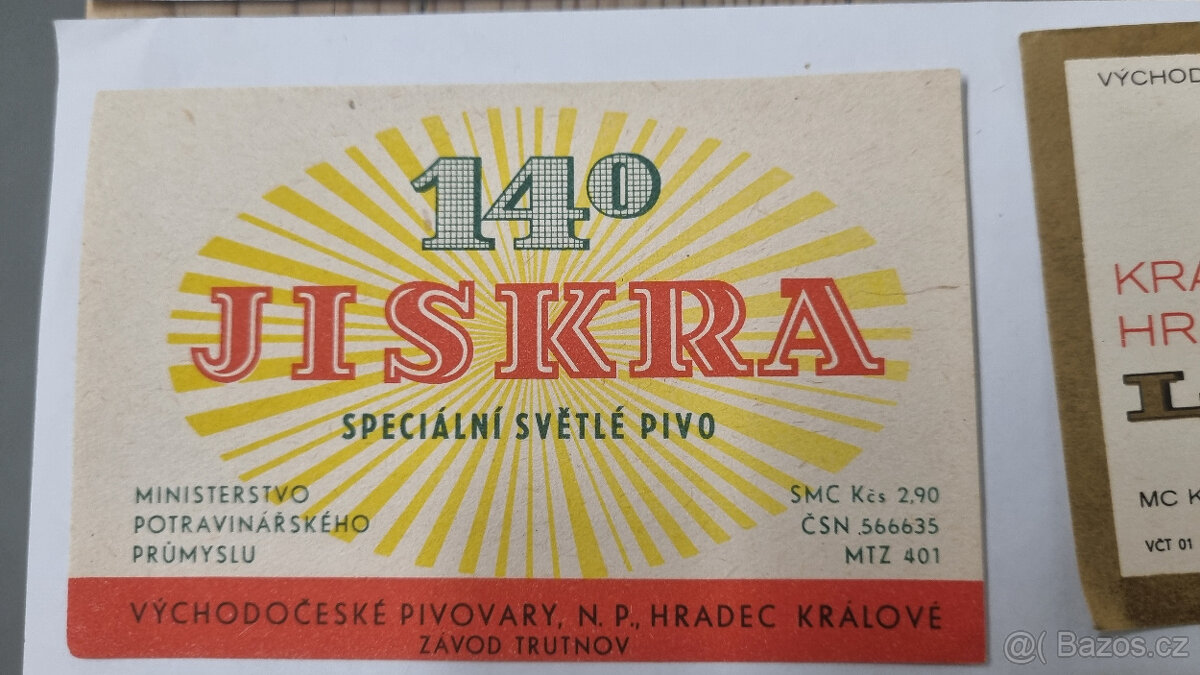 14°
JISKRA
SPECIÁLNÍ SVĚTLÉ PIVO
MINISTERSTVO
POTRAVINÁŘSKÉHO
PRŮMYSLU
SMC Kčs 2,90
ČSN 566635
MTZ 401
VÝCHODOČESKÉ PIVOVARY, N. P., HRADEC KRÁLOVÉ
ZÁVOD TRUTNOV
VÝCHOD
KRÁ
HR
L
MC K
VČT 01
@( Bazos.cz